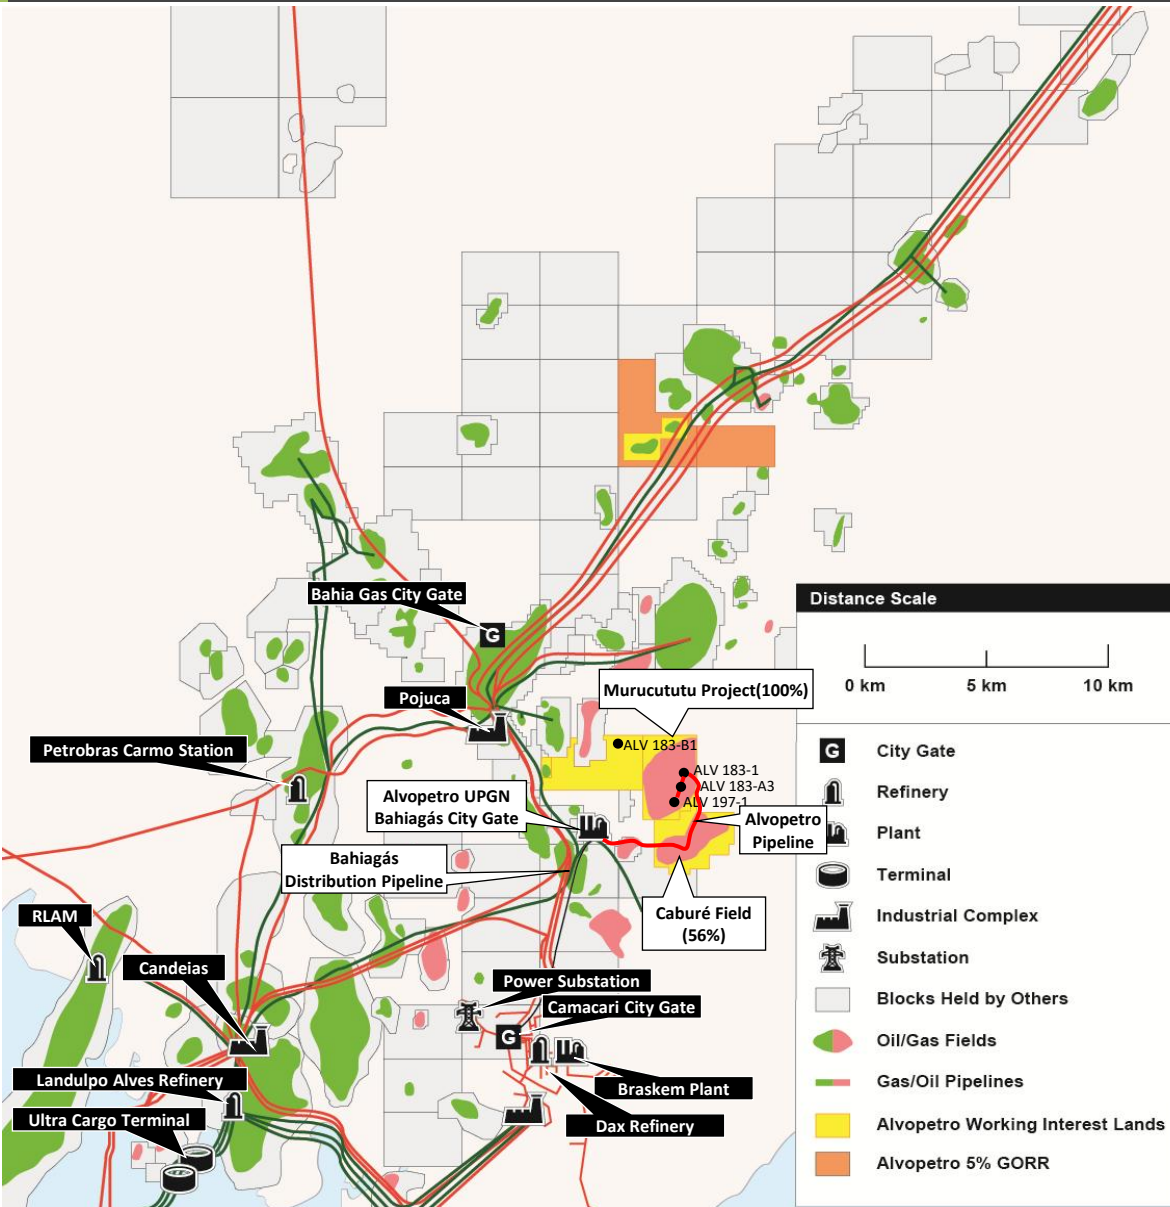 Bahia Gas City Gate
G
Pojuca
Petrobras Carmo Station
Murucututu Project(100%)
ALV 183-B1
ALV 183-1
ALV 183-A3
ALV 197-1
Alvopetro UPGN
Bahiagás City Gate
Alvopetro
Pipeline
Bahiagás
Distribution Pipeline
Caburé Field
(56%)
RLAM
Candeias
Power Substation
Camacari City Gate
G
Landulpo Alves Refinery
Braskem Plant
Ultra Cargo Terminal
Dax Refinery
Distance Scale
0 km
5 km
10 km
G
City Gate
Refinery
Plant
Terminal
Industrial Complex
Substation
Blocks Held by Others
Oil/Gas Fields
Gas/Oil Pipelines
Alvopetro Working Interest Lands
Alvopetro 5% GORR